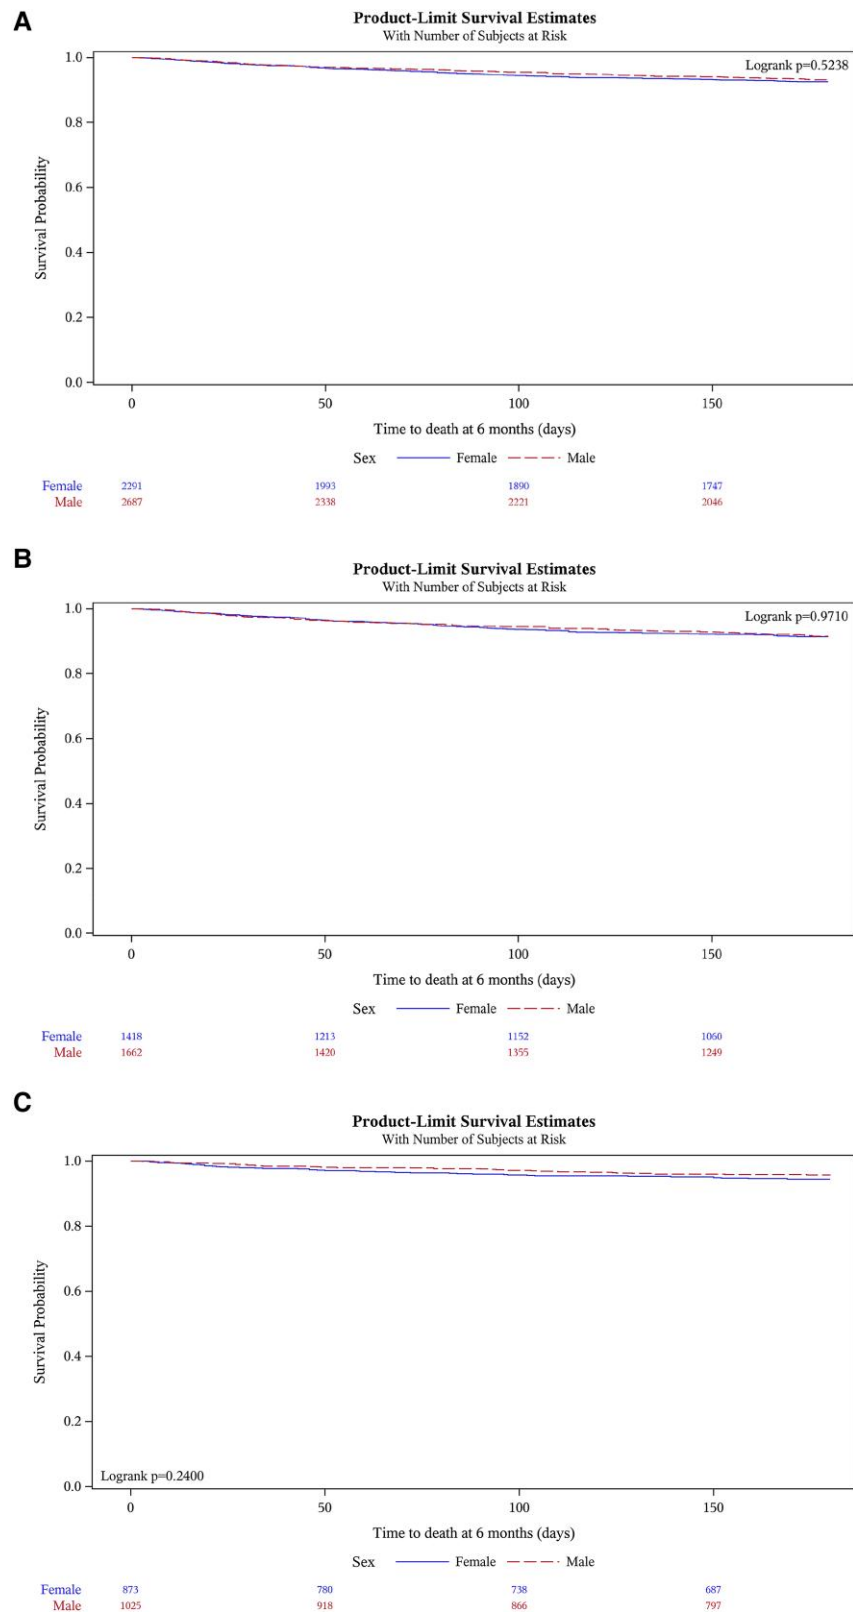 A
Product-Limit Survival Estimates
With Number of Subjects at Risk
Logrank p=0.5238
1.0
0.8
0.6
0.4
0.2
0.0
Survival Probability
0 50 100 150
Time to death at 6 months (days)
Sex Female Male
Female 2291 1993 1890 1747
Male 2687 2338 2221 2046
B
Product-Limit Survival Estimates
With Number of Subjects at Risk
Logrank p=0.9710
1.0
0.8
0.6
0.4
0.2
0.0
Survival Probability
0 50 100 150
Time to death at 6 months (days)
Sex Female Male
Female 1418 1213 1152 1060
Male 1662 1420 1355 1249
C
Product-Limit Survival Estimates
With Number of Subjects at Risk
1.0
0.8
0.6
0.4
0.2
0.0
Survival Probability
Logrank p=0.2400
0 50 100 150
Time to death at 6 months (days)
Sex Female Male
Female 873 780 738 687
Male 1025 918 866 797